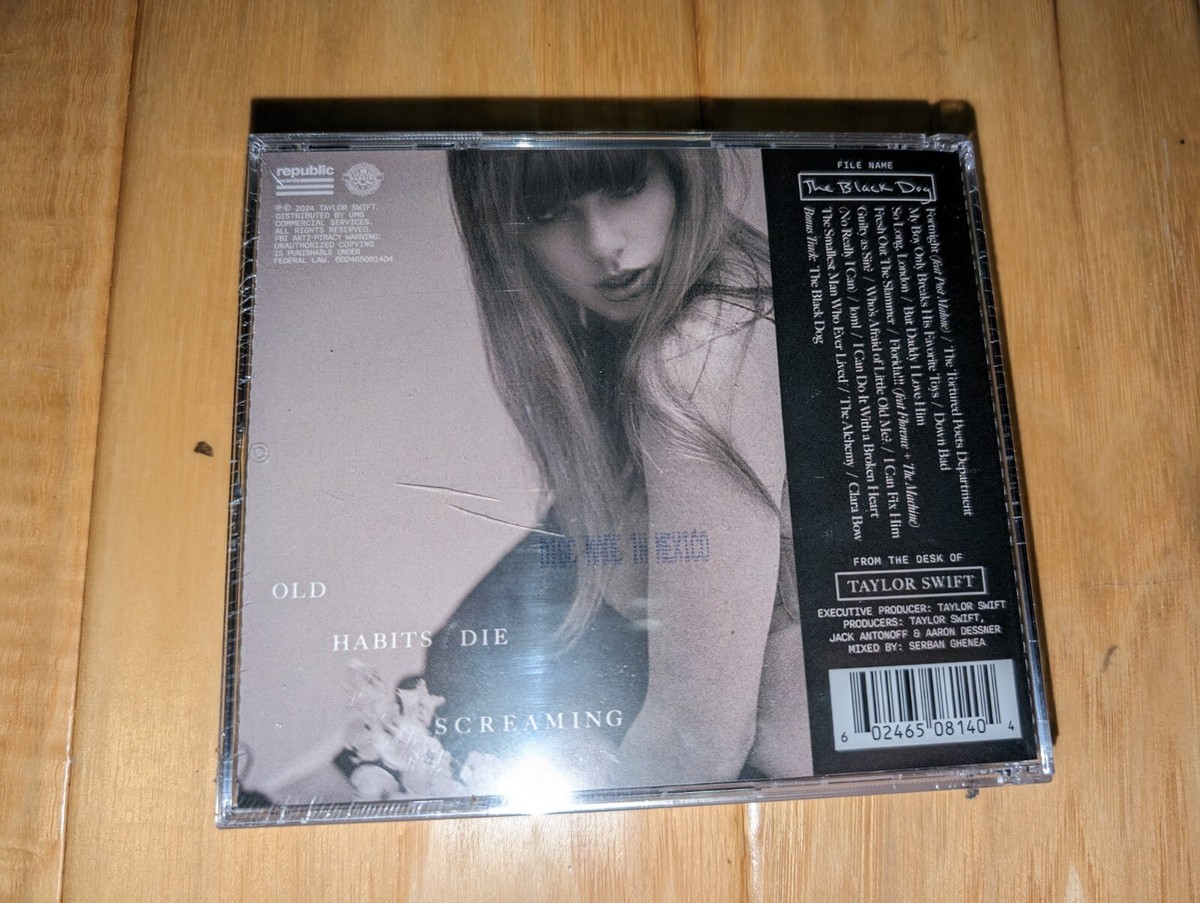 republic
records
℗© 2024 TAYLOR SWIFT.
DISTRIBUTED BY UMG
COMMERCIAL SERVICES.
ALL RIGHTS RESERVED.
FBI ANTI-PIRACY WARNING:
UNAUTHORIZED COPYING
IS PUNISHABLE UNDER
FEDERAL LAW. 602465081404
OLD
HABITS DIE
SCREAMING
MADE IN MEXICO
FILE NAME
The Black Dog
Fortnight (feat Post Malone) / The Tortured Poets Department
My Boy Only Breaks His Favorite Toys / Down Bad
So Long, London / But Daddy I Love Him
Fresh Out The Slammer / Florida!!! (feat Florence + The Machine)
Guilty as Sin? / Who's Afraid of Little Old Me? / I Can Fix Him
(No Really I Can) / loml / I Can Do It With a Broken Heart
The Smallest Man Who Ever Lived / The Alchemy / Clara Bow
Bonus Track: The Black Dog
FROM THE DESK OF
TAYLOR SWIFT
EXECUTIVE PRODUCER: TAYLOR SWIFT
PRODUCERS: TAYLOR SWIFT,
JACK ANTONOFF & AARON DESSNER
MIXED BY: SERBAN GHENEA
6 02465 08140 4